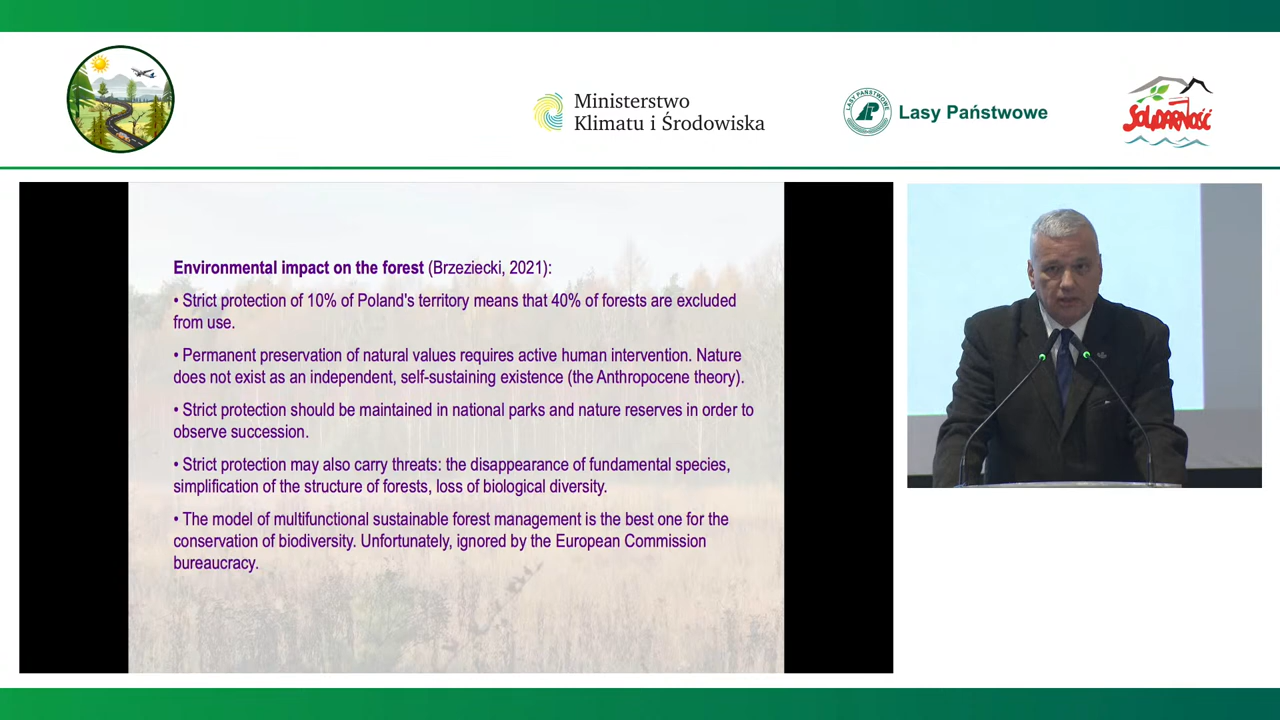 Ministerstwo
Klimatu i Środowiska
LASY PAŃSTWOWE
Lasy Państwowe
SOLIDARNOŚĆ
Environmental impact on the forest (Brzeziecki, 2021):
• Strict protection of 10% of Poland's territory means that 40% of forests are excluded
from use.
• Permanent preservation of natural values requires active human intervention. Nature
does not exist as an independent, self-sustaining existence (the Anthropocene theory).
• Strict protection should be maintained in national parks and nature reserves in order to
observe succession.
• Strict protection may also carry threats: the disappearance of fundamental species,
simplification of the structure of forests, loss of biological diversity.
• The model of multifunctional sustainable forest management is the best one for the
conservation of biodiversity. Unfortunately, ignored by the European Commission
bureaucracy.